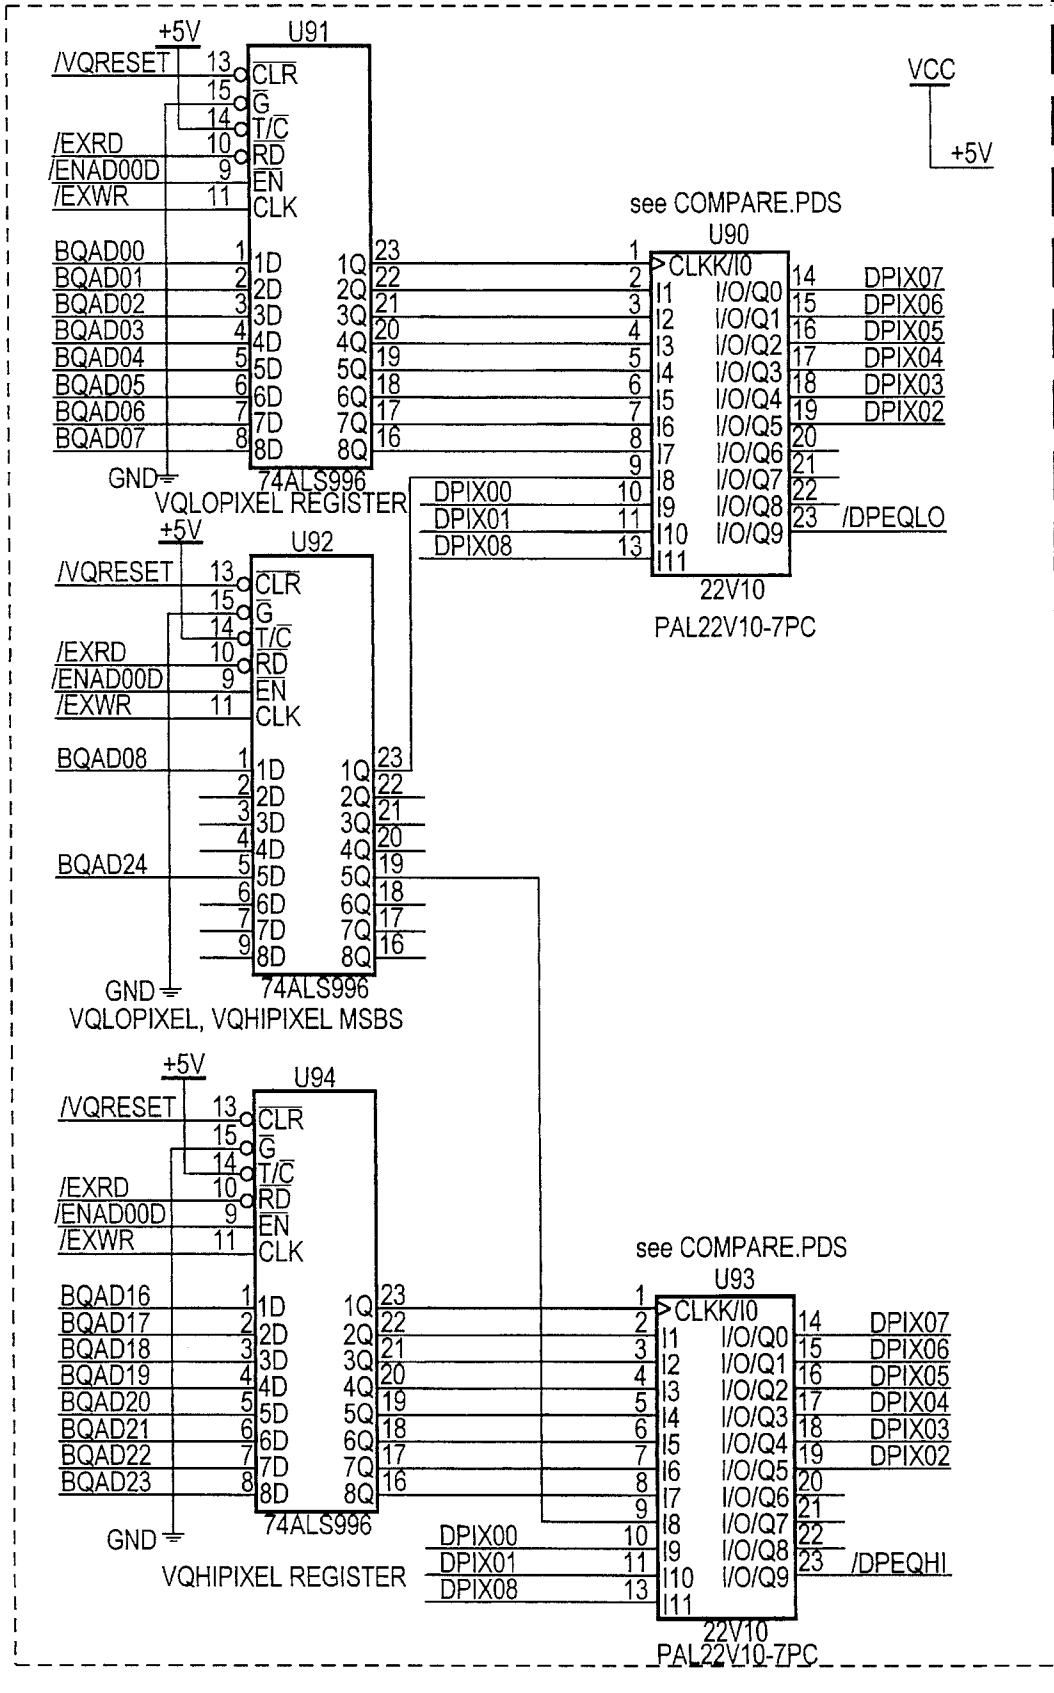 +5V U91
/VQRESET 13 CLR
15 G
14 T/C
/EXRD 10 RD
/ENAD00D 9 EN
/EXWR 11 CLK
BQAD00 1 1D 1Q 23
BQAD01 2 2D 2Q 22
BQAD02 3 3D 3Q 21
BQAD03 4 4D 4Q 20
BQAD04 5 5D 5Q 19
BQAD05 6 6D 6Q 18
BQAD06 7 7D 7Q 17
BQAD07 8 8D 8Q 16
GND 74ALS996
VQLOPIXEL REGISTER
VCC
+5V
see COMPARE.PDS
U90
1 CLKK/I0
2 I1 I/O/Q0 14 DPIX07
3 I2 I/O/Q1 15 DPIX06
4 I3 I/O/Q2 16 DPIX05
5 I4 I/O/Q3 17 DPIX04
6 I5 I/O/Q4 18 DPIX03
7 I6 I/O/Q5 19 DPIX02
8 I7 I/O/Q6 20
9 I8 I/O/Q7 21
DPIX00 10 I9 I/O/Q8 22
DPIX01 11 I10 I/O/Q9 23 /DPEQLO
DPIX08 13 I11
22V10
PAL22V10-7PC
+5V U92
/VQRESET 13 CLR
15 G
14 T/C
/EXRD 10 RD
/ENAD00D 9 EN
/EXWR 11 CLK
BQAD08 1 1D 1Q 23
2 2D 2Q 22
3 3D 3Q 21
4 4D 4Q 20
BQAD24 5 5D 5Q 19
6 6D 6Q 18
7 7D 7Q 17
9 8D 8Q 16
GND 74ALS996
VQLOPIXEL, VQHIPIXEL MSBS
+5V U94
/VQRESET 13 CLR
15 G
14 T/C
/EXRD 10 RD
/ENAD00D 9 EN
/EXWR 11 CLK
BQAD16 1 1D 1Q 23
BQAD17 2 2D 2Q 22
BQAD18 3 3D 3Q 21
BQAD19 4 4D 4Q 20
BQAD20 5 5D 5Q 19
BQAD21 6 6D 6Q 18
BQAD22 7 7D 7Q 17
BQAD23 8 8D 8Q 16
GND 74ALS996
VQHIPIXEL REGISTER
see COMPARE.PDS
U93
1 CLKK/I0
2 I1 I/O/Q0 14 DPIX07
3 I2 I/O/Q1 15 DPIX06
4 I3 I/O/Q2 16 DPIX05
5 I4 I/O/Q3 17 DPIX04
6 I5 I/O/Q4 18 DPIX03
7 I6 I/O/Q5 19 DPIX02
8 I7 I/O/Q6 20
9 I8 I/O/Q7 21
DPIX00 10 I9 I/O/Q8 22
DPIX01 11 I10 I/O/Q9 23 /DPEQHI
DPIX08 13 I11
22V10
PAL22V10-7PC